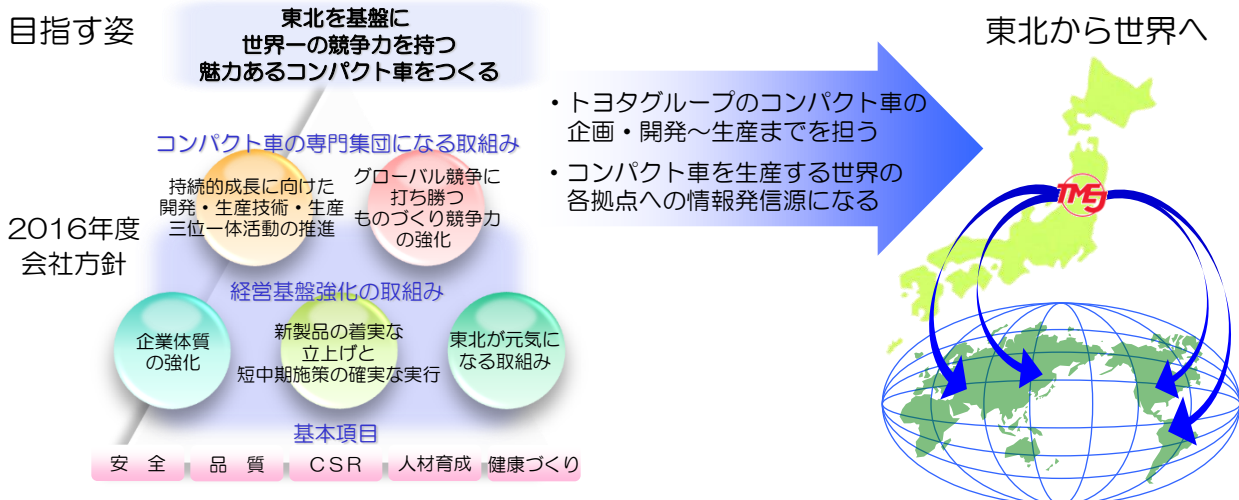 目指す姿
東北を基盤に
世界一の競争力を持つ
魅力あるコンパクト車をつくる
コンパクト車の専門集団になる取組み
持続的成長に向けた
開発・生産技術・生産
三位一体活動の推進
グローバル競争に
打ち勝つ
ものづくり競争力
の強化
2016年度
会社方針
経営基盤強化の取組み
企業体質
の強化
新製品の着実な
立上げと
短中期施策の確実な実行
東北が元気に
なる取組み
基本項目
安 全
品 質
CSR
人材育成
健康づくり
・トヨタグループのコンパクト車の
企画・開発～生産までを担う
・コンパクト車を生産する世界の
各拠点への情報発信源になる
東北から世界へ
TMEJ